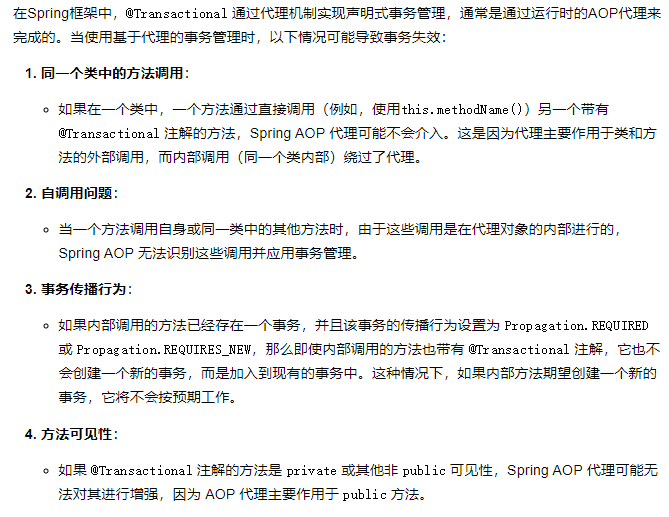 在Spring框架中，@Transactional 通过代理机制实现声明式事务管理，通常是通过运行时的AOP代理来
完成的。当使用基于代理的事务管理时，以下情况可能导致事务失效：
1. 同一个类中的方法调用：
如果在一个类中，一个方法通过直接调用（例如，使用this.methodName()）另一个带有
@Transactional 注解的方法，Spring AOP 代理可能不会介入。这是因为代理主要作用于类和方
法的外部调用，而内部调用（同一个类内部）绕过了代理。
2. 自调用问题：
当一个方法调用自身或同一类中的其他方法时，由于这些调用是在代理对象的内部进行的，
Spring AOP 无法识别这些调用并应用事务管理。
3. 事务传播行为：
如果内部调用的方法已经存在一个事务，并且该事务的传播行为设置为 Propagation.REQUIRED
或 Propagation.REQUIRES_NEW，那么即使内部调用的方法也带有 @Transactional 注解，它也不
会创建一个新的事务，而是加入到现有的事务中。这种情况下，如果内部方法期望创建一个新的
事务，它将不会按预期工作。
4. 方法可见性：
如果 @Transactional 注解的方法是 private 或其他非 public 可见性，Spring AOP 代理可能无
法对其进行增强，因为 AOP 代理主要作用于 public 方法。